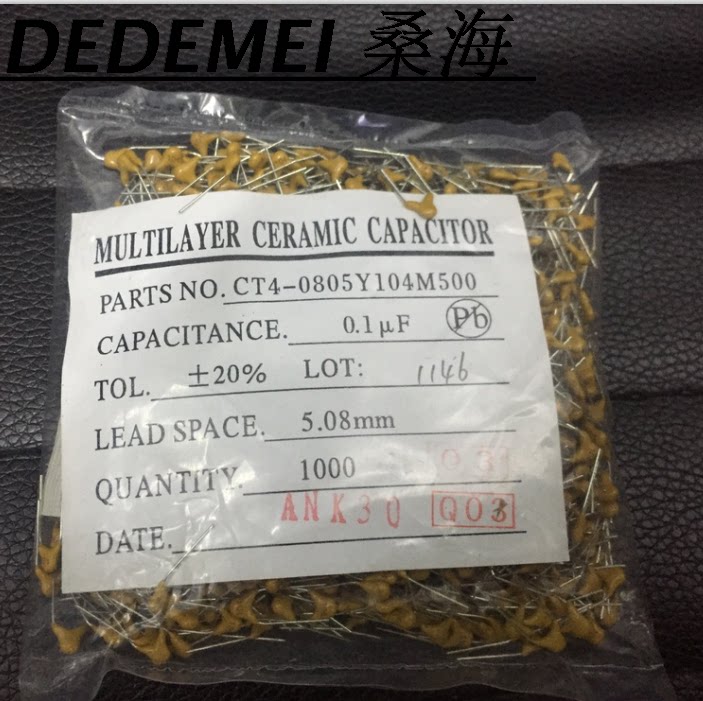 DEDEMEI 桑海
MULTILAYER CERAMIC CAPACITOR
PARTS NO. CT4-0805Y104M500
CAPACITANCE. 0.1μF Pb
TOL. ±20% LOT: 1146
LEAD SPACE. 5.08mm
QUANTITY. 1000
ANK30 Q03
DATE.